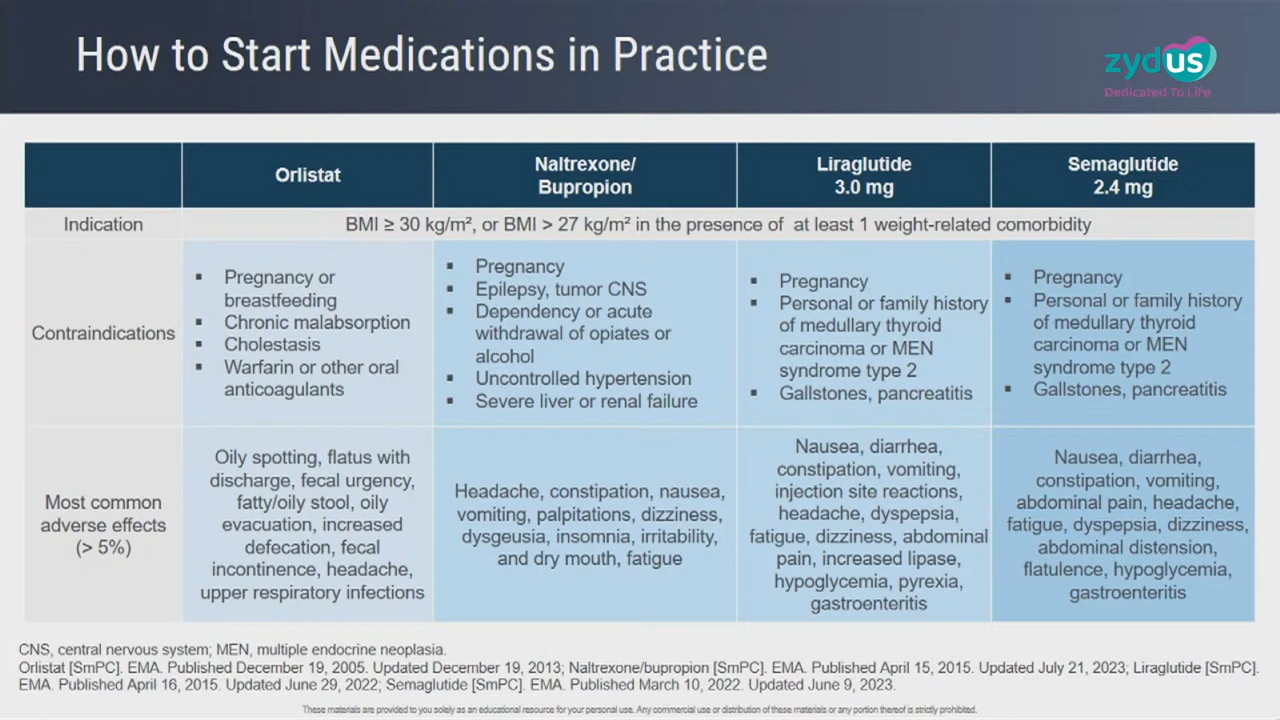 How to Start Medications in Practice
zydus
Dedicated To Life
Orlistat
Naltrexone/
Bupropion
Liraglutide
3.0 mg
Semaglutide
2.4 mg
Indication
BMI ≥ 30 kg/m², or BMI > 27 kg/m² in the presence of at least 1 weight-related comorbidity
Contraindications
▪ Pregnancy or
breastfeeding
▪ Chronic malabsorption
▪ Cholestasis
▪ Warfarin or other oral
anticoagulants
▪ Pregnancy
▪ Epilepsy, tumor CNS
▪ Dependency or acute
withdrawal of opiates or
alcohol
▪ Uncontrolled hypertension
▪ Severe liver or renal failure
▪ Pregnancy
▪ Personal or family history
of medullary thyroid
carcinoma or MEN
syndrome type 2
▪ Gallstones, pancreatitis
▪ Pregnancy
▪ Personal or family history
of medullary thyroid
carcinoma or MEN
syndrome type 2
▪ Gallstones, pancreatitis
Most common
adverse effects
(> 5%)
Oily spotting, flatus with
discharge, fecal urgency,
fatty/oily stool, oily
evacuation, increased
defecation, fecal
incontinence, headache,
upper respiratory infections
Headache, constipation, nausea,
vomiting, palpitations, dizziness,
dysgeusia, insomnia, irritability,
and dry mouth, fatigue
Nausea, diarrhea,
constipation, vomiting,
injection site reactions,
headache, dyspepsia,
fatigue, dizziness, abdominal
pain, increased lipase,
hypoglycemia, pyrexia,
gastroenteritis
Nausea, diarrhea,
constipation, vomiting,
abdominal pain, headache,
fatigue, dyspepsia, dizziness,
abdominal distension,
flatulence, hypoglycemia,
gastroenteritis
CNS, central nervous system; MEN, multiple endocrine neoplasia.
Orlistat [SmPC]. EMA. Published December 19, 2005. Updated December 19, 2013; Naltrexone/bupropion [SmPC]. EMA. Published April 15, 2015. Updated July 21, 2023; Liraglutide [SmPC].
EMA. Published April 16, 2015. Updated June 29, 2022; Semaglutide [SmPC]. EMA. Published March 10, 2022. Updated June 9, 2023.
These materials are provided to you solely as an educational resource for your personal use. Any commercial use or distribution of these materials or any portion thereof is strictly prohibited.